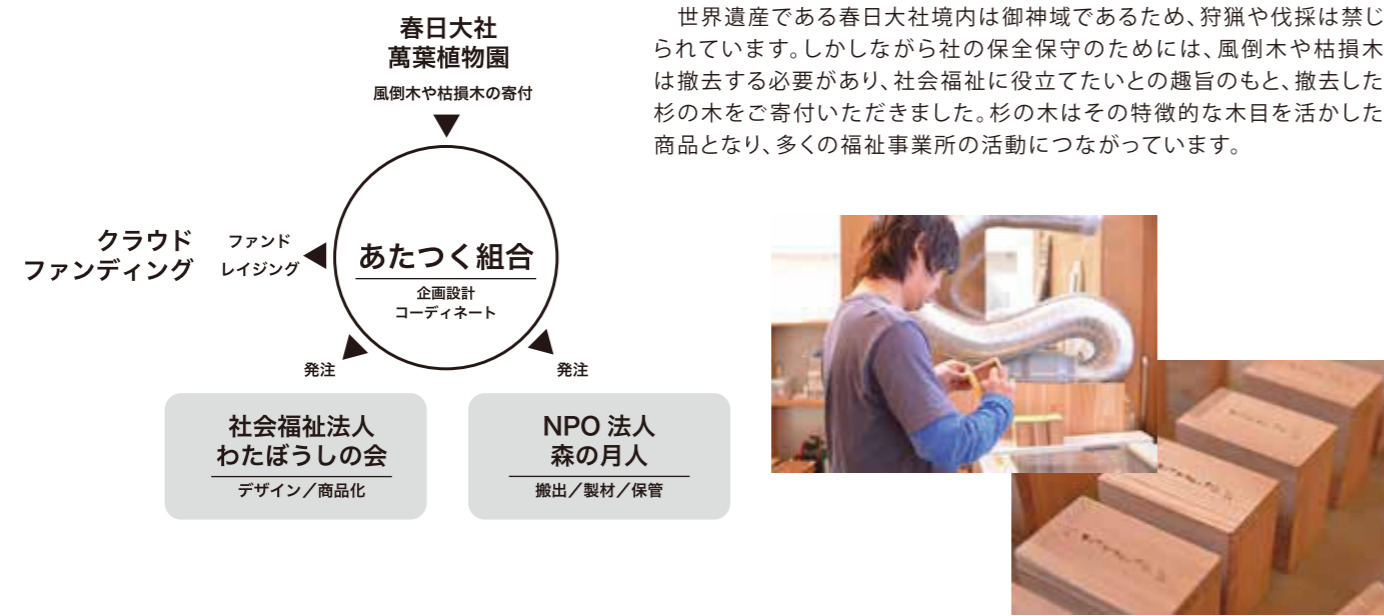 春日大社
萬葉植物園
風倒木や枯損木の寄付
クラウド
ファンディング
ファンド
レイジング
あたつく組合
企画設計
コーディネート
発注
発注
社会福祉法人
わたぼうしの会
デザイン／商品化
NPO 法人
森の月人
搬出／製材／保管
世界遺産である春日大社境内は御神域であるため、狩猟や伐採は禁じ
られています。しかしながら社の保全保守のためには、風倒木や枯損木
は撤去する必要があり、社会福祉に役立てたいとの趣旨のもと、撤去した
杉の木をご寄付いただきました。杉の木はその特徴的な木目を活かした
商品となり、多くの福祉事業所の活動につながっています。